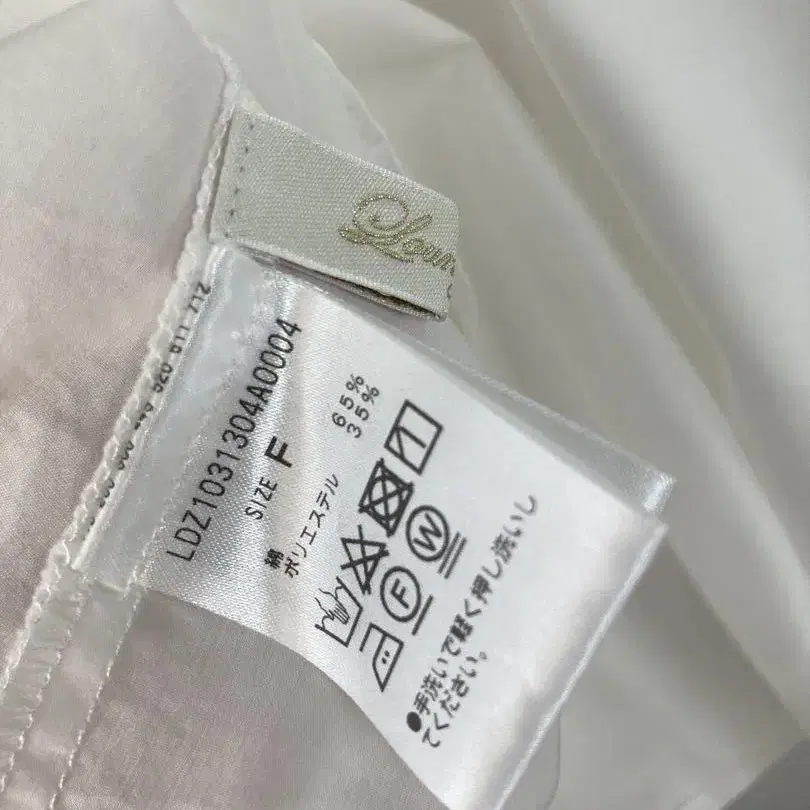 LDZ1031304A0004
SIZE F
綿 65%
ポリエステル 35%
W
F
●手洗いで軽く押し洗いし
てください。